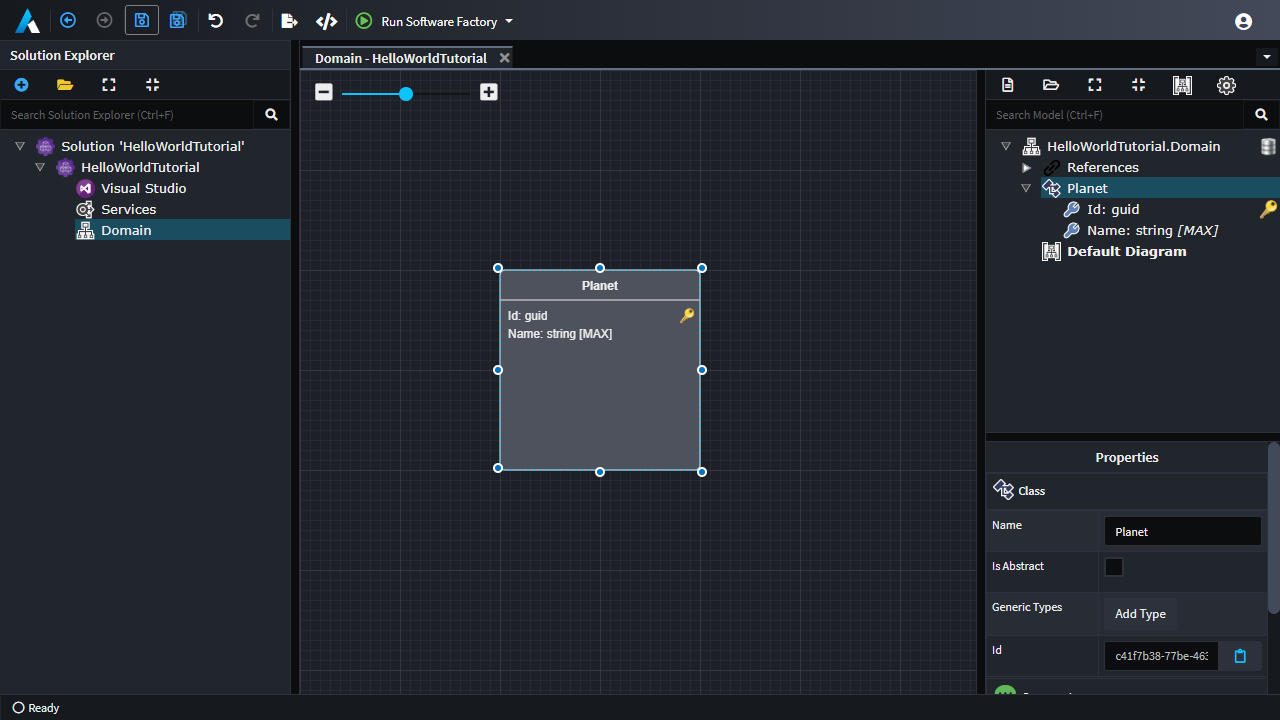 Run Software Factory
Solution Explorer
Search Solution Explorer (Ctrl+F)
Solution 'HelloWorldTutorial'
HelloWorldTutorial
Visual Studio
Services
Domain
Domain - HelloWorldTutorial
Planet
Id: guid
Name: string [MAX]
Search Model (Ctrl+F)
HelloWorldTutorial.Domain
References
Planet
Id: guid
Name: string [MAX]
Default Diagram
Properties
Class
Name
Planet
Is Abstract
Generic Types
Add Type
Id
c41f7b38-77be-463
Ready